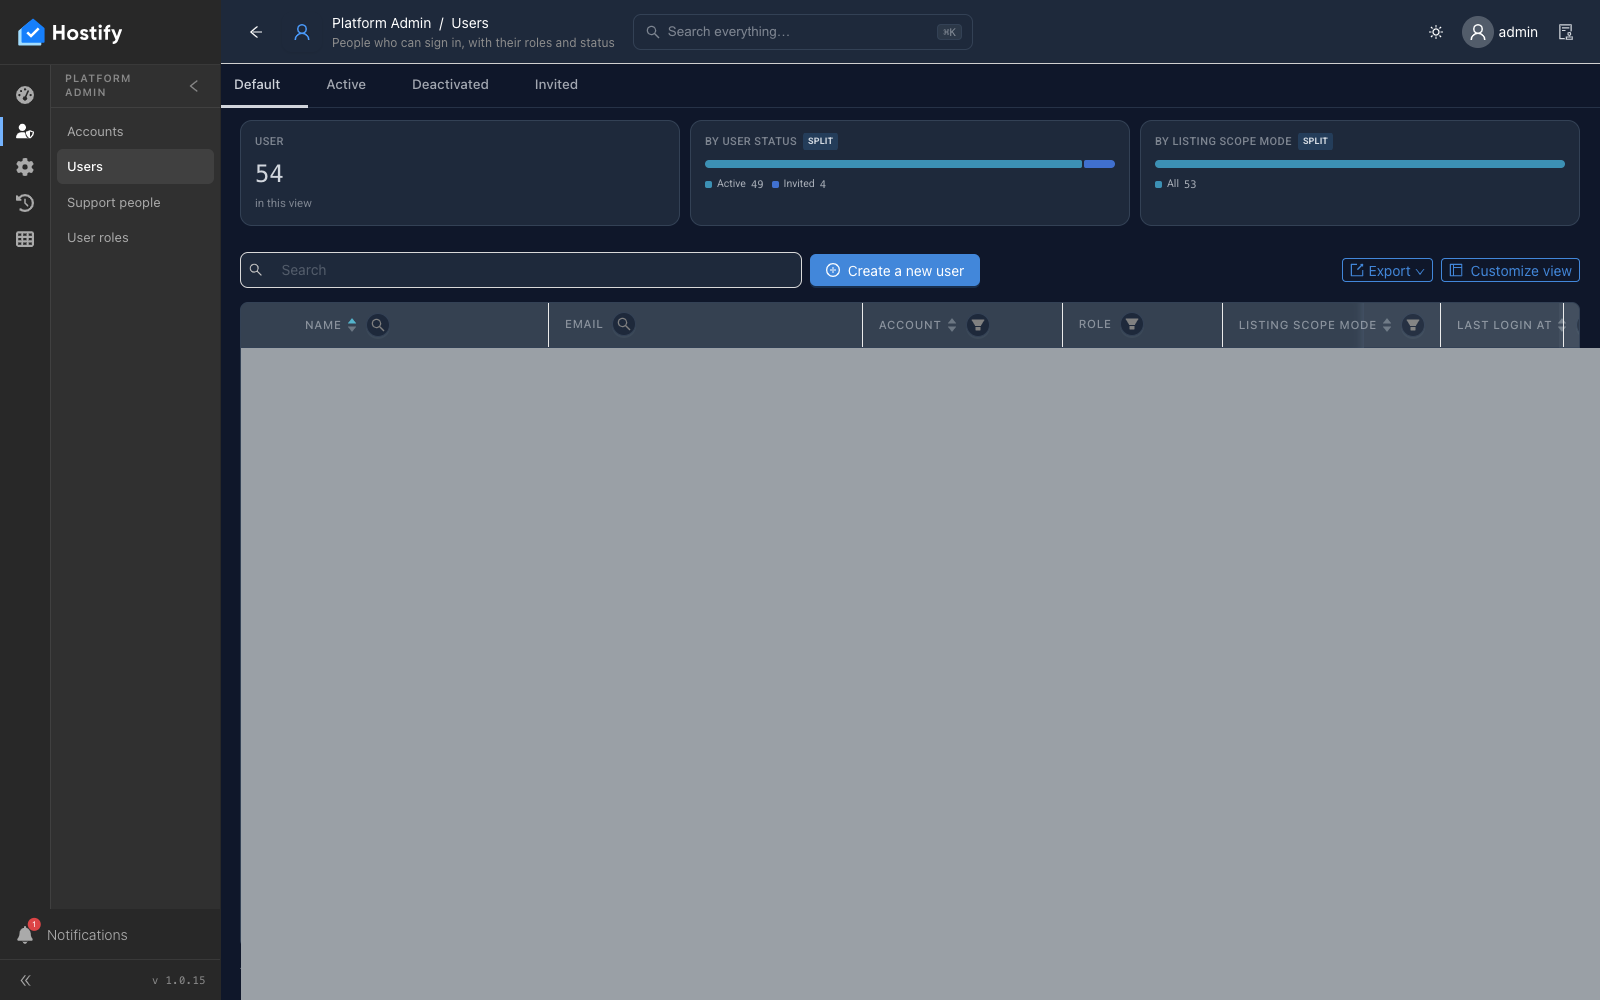 Hostify
Platform Admin / Users
People who can sign in, with their roles and status
Search everything...
⌘K
admin
PLATFORM
ADMIN
Accounts
Users
Support people
User roles
Default
Active
Deactivated
Invited
USER
54
in this view
BY USER STATUS SPLIT
Active 49 Invited 4
BY LISTING SCOPE MODE SPLIT
All 53
Search
Create a new user
Export
Customize view
NAME
EMAIL
ACCOUNT
ROLE
LISTING SCOPE MODE
LAST LOGIN AT
1
Notifications
v 1.0.15